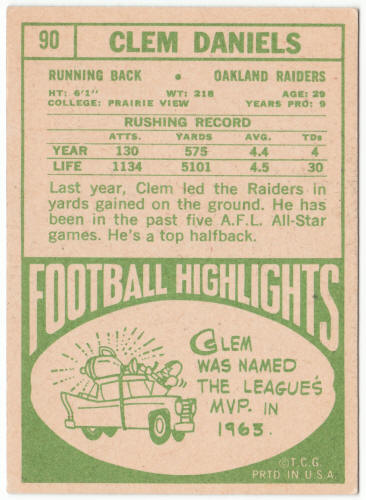 90 CLEM DANIELS
RUNNING BACK • OAKLAND RAIDERS
HT: 6'1" WT: 218 AGE: 29
COLLEGE: PRAIRIE VIEW YEARS PRO: 9
RUSHING RECORD
ATTS. YARDS AVG. TDs
YEAR 130 575 4.4 4
LIFE 1134 5101 4.5 30
Last year, Clem led the Raiders in
yards gained on the ground. He has
been in the past five A.F.L. All-Star
games. He's a top halfback.
FOOTBALL HIGHLIGHTS
CLEM
WAS NAMED
THE LEAGUE'S
MVP. IN
1963.
©T.C.G.
PRTD IN U.S.A.